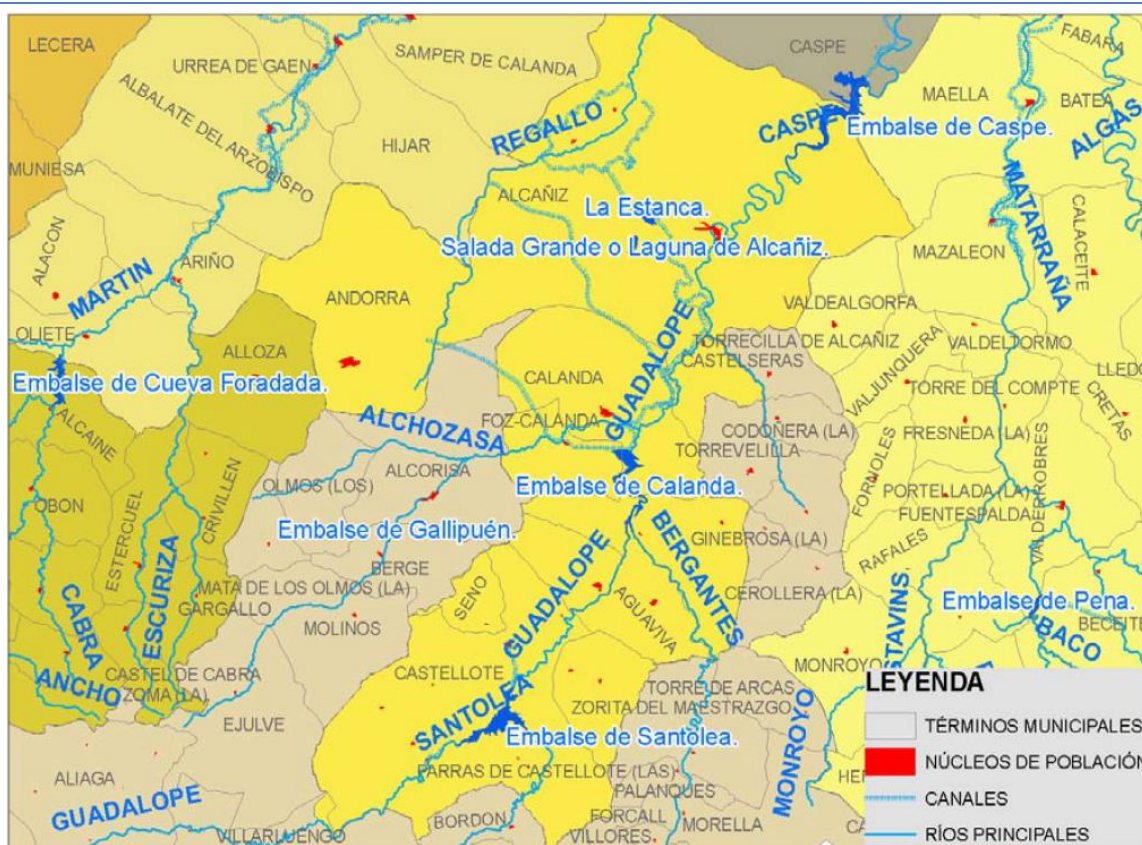 LECERA
URREA DE GAEN
SAMPER DE CALANDA
CASPE
FABARA
ALBALATE DEL ARZOBISPO
HIJAR
REGALLO
CASPE
MAELLA
BATEA
Embalse de Caspe.
ALGAS
MUNIESA
ALCAÑIZ
MATARRAÑA
La Estanca.
Salada Grande o Laguna de Alcañiz.
CALACEITE
ALACON
ARIÑO
MAZALEON
MARTIN
ANDORRA
VALDEALGORFA
OLIETE
ALLOZA
GUADALOPE
TORRECILLA DE ALCAÑIZ
CASTELSERAS
VALDELTORMO
VALJUNQUERA
Embalse de Cueva Foradada.
CALANDA
TORRE DEL COMPTE
CRETAS
ALCAINE
ALCHOZASA
FOZ-CALANDA
CODOÑERA (LA)
FRESNEDA (LA)
TORREVELILLA
ALCORISA
OLMOS (LOS)
Embalse de Calanda.
FORNOLES
PORTELLADA (LA)
VALDERROBRES
FUENTESPALDA
OBON
ESTERCUEL
CRIVILLEN
Embalse de Gallipuén.
BERGANTES
GINEBROSA (LA)
RAFALES
BERGE
MATA DE LOS OLMOS (LA)
GARGALLO
CABRA
ESCURIZA
SENO
GUADALOPE
AGUAVIVA
CEROLLERA (LA)
Embalse de Pena.
BECEITE
MOLINOS
MONROYO
CASTELLOTE
CASTEL DE CABRA
ZOMA (LA)
ANCHO
EJULVE
SANTOLEA
TORRE DE ARCAS
ZORITA DEL MAESTRAZGO
MONROYO
Embalse de Santolea.
ALIAGA
PARRAS DE CASTELLOTE (LAS)
PALANQUES
GUADALOPE
VILLARLUENGO
BORDON
FORCALL
VILLORES
MORELLA
LEYENDA
TÉRMINOS MUNICIPALES
NÚCLEOS DE POBLACIÓN
CANALES
RÍOS PRINCIPALES